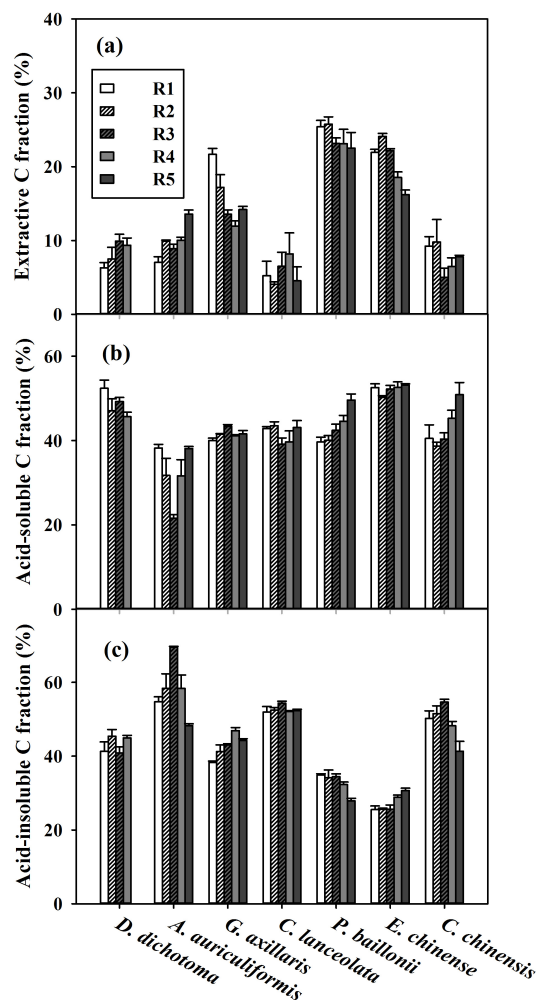 (a)
R1
R2
R3
R4
R5
Extractive C fraction (%)
40
30
20
10
0
(b)
Acid-soluble C fraction (%)
60
40
20
0
(c)
Acid-insoluble C fraction (%)
60
40
20
0
D. dichotoma
A. auriculiformis
G. axillaris
C. lanceolata
P. baillonii
E. chinense
C. chinensis